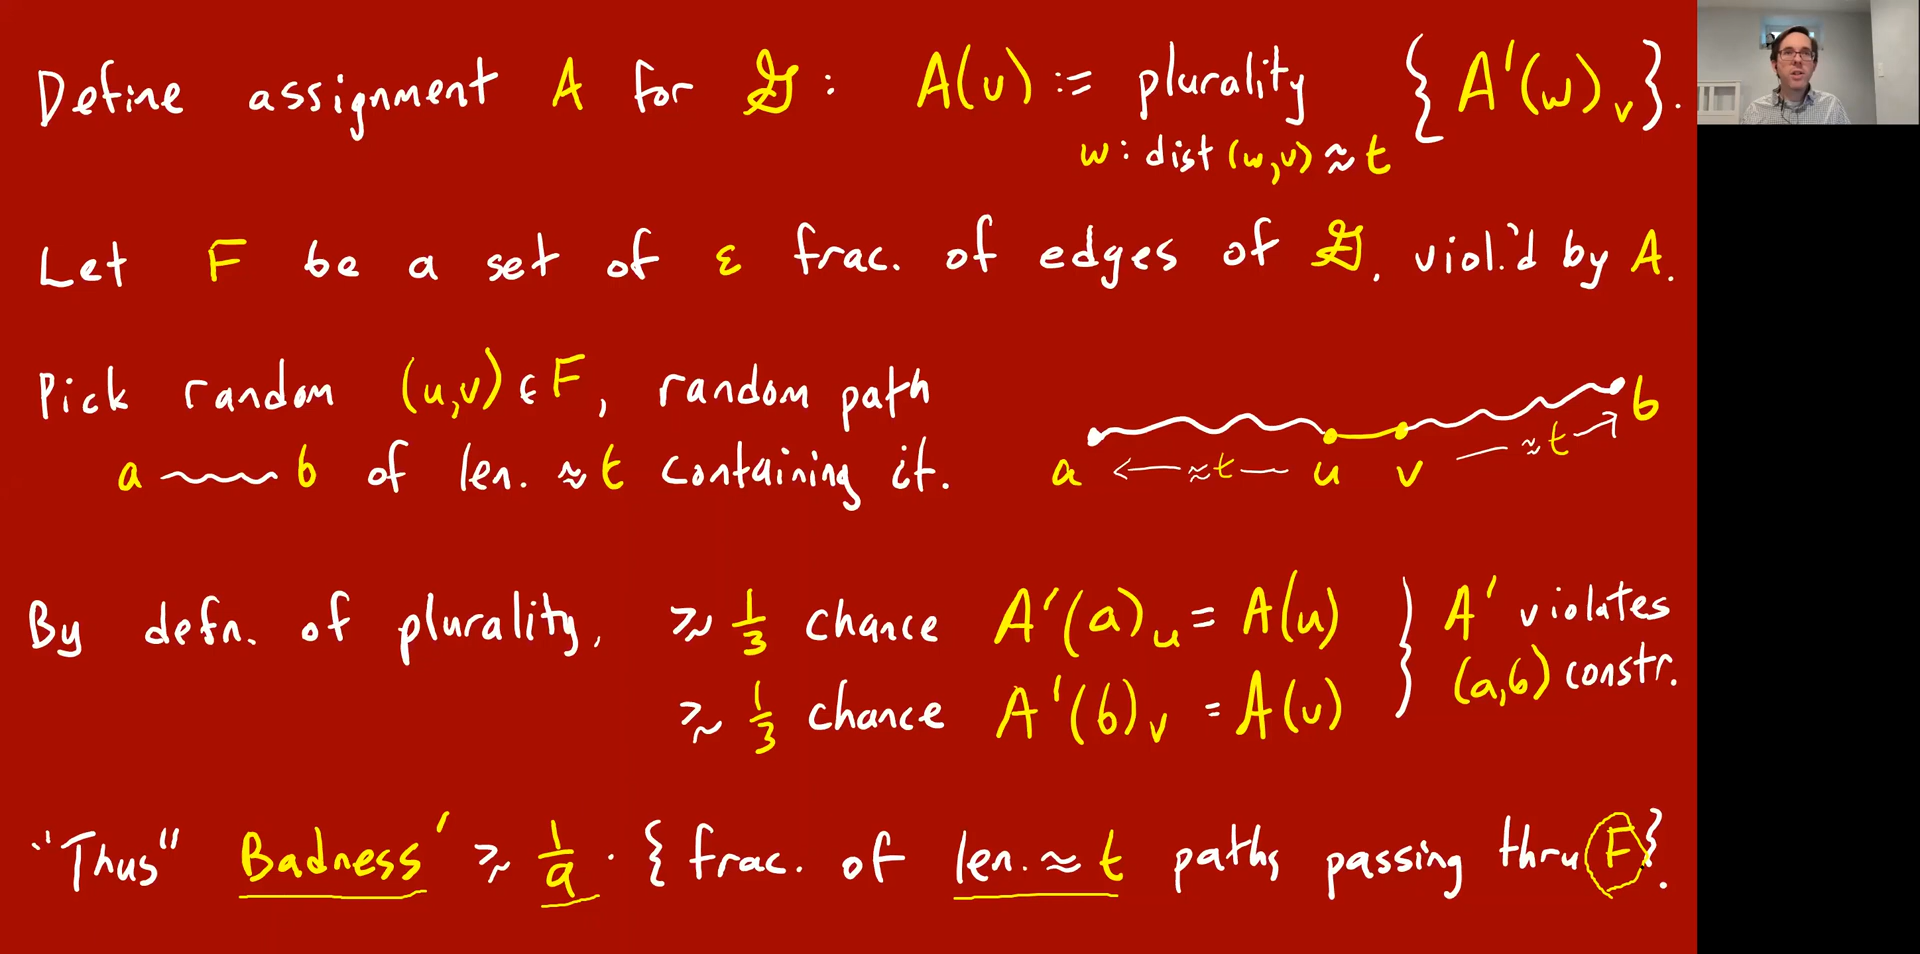 Define assignment A for 𝒢: A(v) := plurality { A'(w)_v }.
w: dist(w,v) ≈ t
Let F be a set of ε frac. of edges of 𝒢. viol.'d by A.
Pick random (u,v) ∈ F, random path
a ~~~ b of len. ≈ t containing it.
a ← ≈t — u v — ≈t → b
By defn. of plurality, ≳ 1/3 chance A'(a)_u = A(u) } A' violates
≳ 1/3 chance A'(b)_v = A(v) (a,b) constr.
"Thus" Badness' ≳ 1/9 · { frac. of len. ≈ t paths passing thru F }.